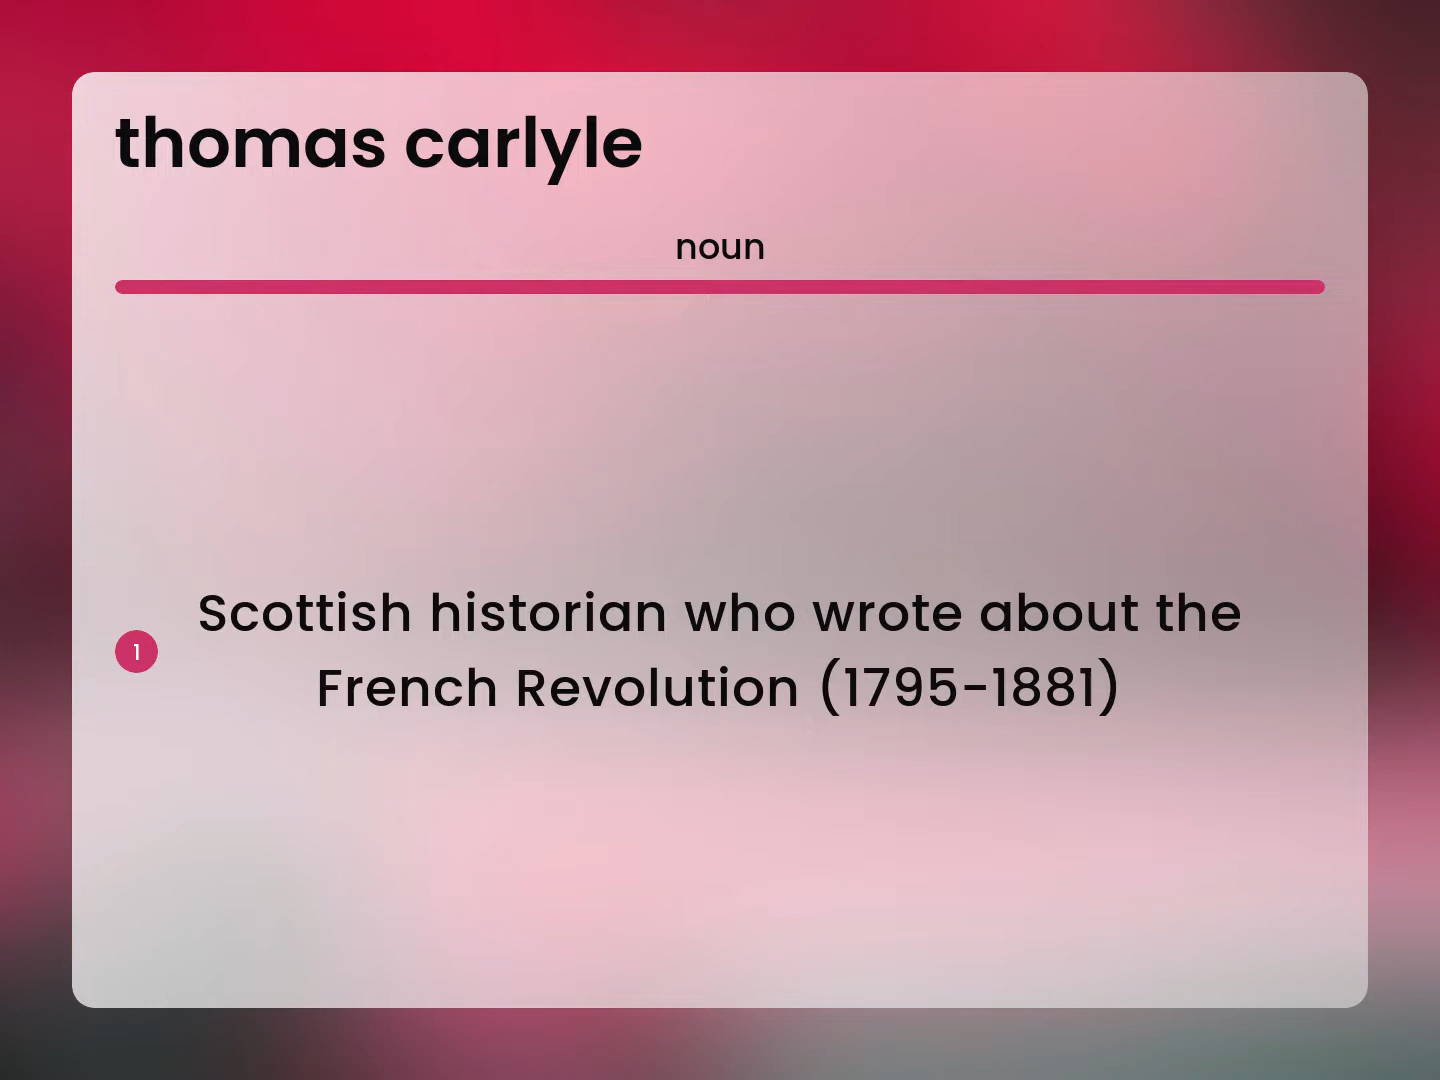 thomas carlyle
noun
1
Scottish historian who wrote about the
French Revolution (1795-1881)